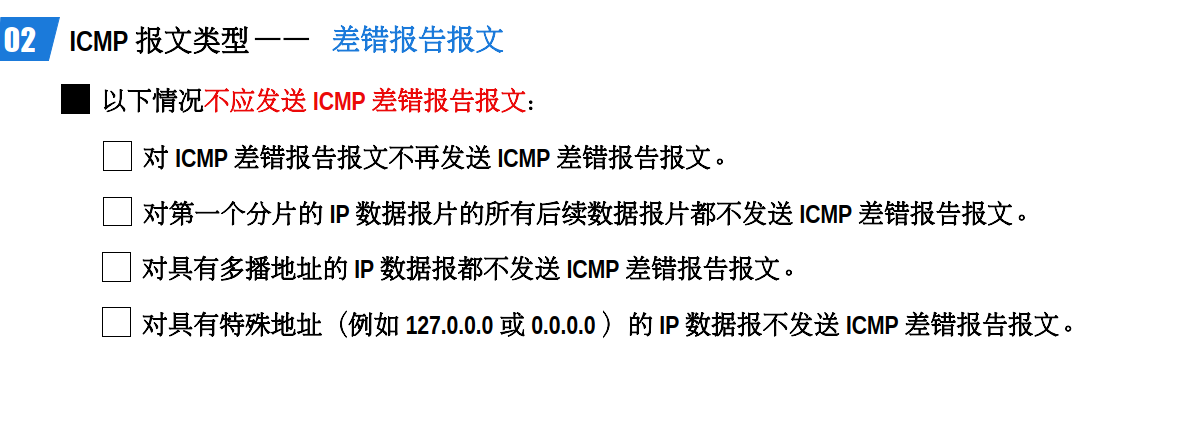 02 ICMP 报文类型—— 差错报告报文
以下情况不应发送 ICMP 差错报告报文:
对 ICMP 差错报告报文不再发送 ICMP 差错报告报文。
对第一个分片的 IP 数据报片的所有后续数据报片都不发送 ICMP 差错报告报文。
对具有多播地址的 IP 数据报都不发送 ICMP 差错报告报文。
对具有特殊地址（例如 127.0.0.0 或 0.0.0.0）的 IP 数据报不发送 ICMP 差错报告报文。